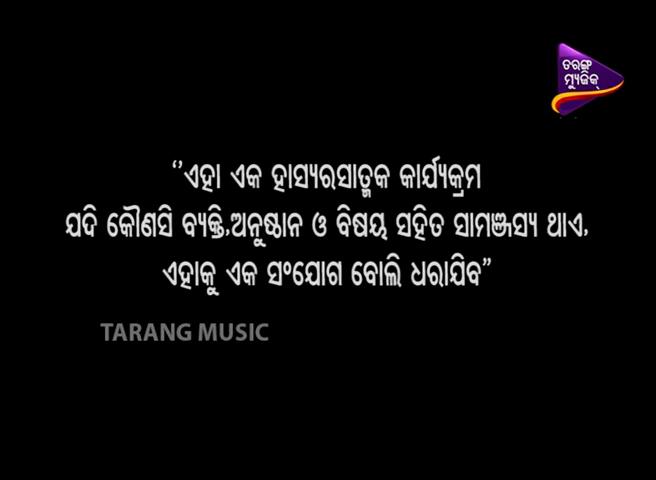 ତରଙ୍ଗ
ମ୍ୟୁଜିକ୍
‘’ଏହା ଏକ ହାସ୍ୟରସାତ୍ମକ କାର୍ଯ୍ୟକ୍ରମ
ଯଦି କୌଣସି ବ୍ୟକ୍ତି,ଅନୁଷ୍ଠାନ ଓ ବିଷୟ ସହିତ ସାମଞ୍ଜସ୍ୟ ଥାଏ,
ଏହାକୁ ଏକ ସଂଯୋଗ ବୋଲି ଧରାଯିବ”
TARANG MUSIC